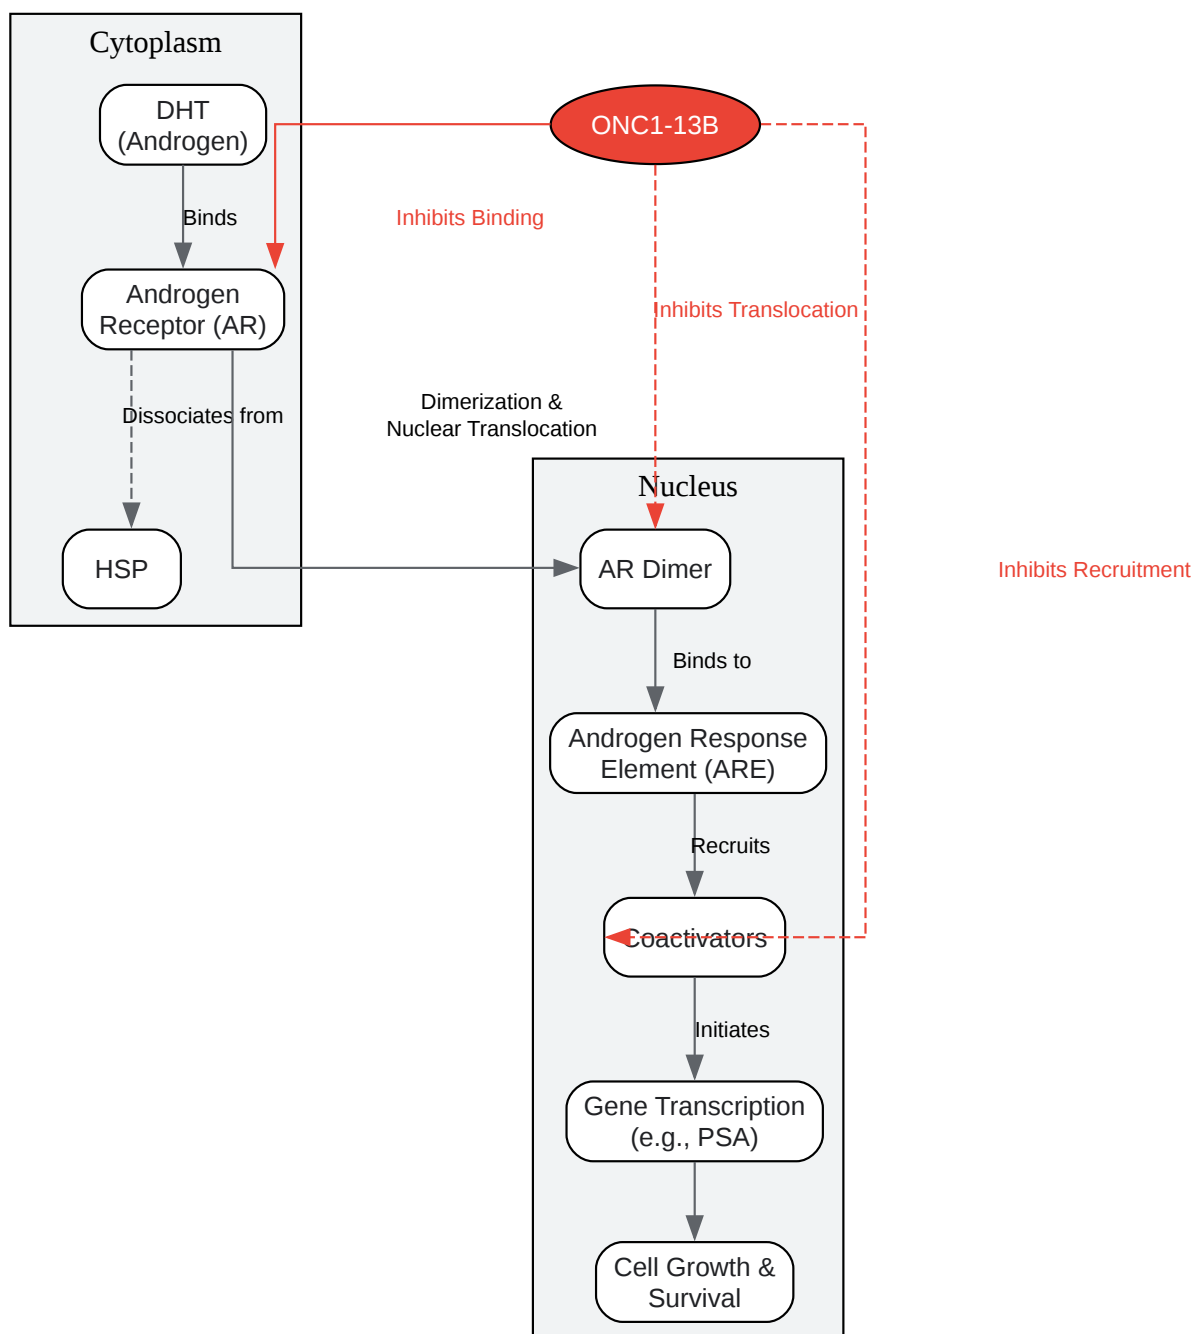 Cytoplasm
DHT
(Androgen)
ONC1-13B
Binds
Inhibits Binding
Androgen
Receptor (AR)
Inhibits Translocation
Dissociates from
Dimerization &
Nuclear Translocation
Nucleus
HSP
AR Dimer
Inhibits Recruitment
Binds to
Androgen Response
Element (ARE)
Recruits
Coactivators
Initiates
Gene Transcription
(e.g., PSA)
Cell Growth &
Survival